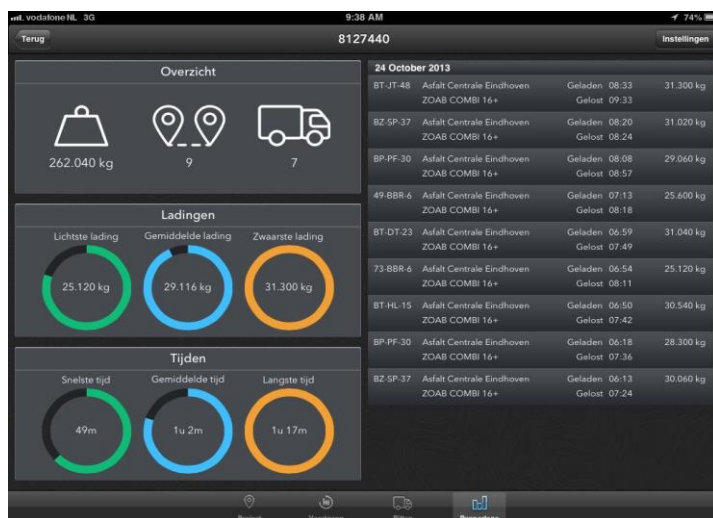 vodafone NL 3G
9:38 AM
74%
Terug
8127440
Instellingen
Overzicht
262.040 kg
9
7
Ladingen
Lichtste lading
Gemiddelde lading
Zwaarste lading
25.120 kg
29.116 kg
31.300 kg
Tijden
Snelste tijd
Gemiddelde tijd
Langste tijd
49m
1u 2m
1u 17m
24 October 2013
BT-JT-48 Asfalt Centrale Eindhoven Geladen 08:33 31.300 kg
ZOAB COMBI 16+ Gelost 09:33
BZ-SP-37 Asfalt Centrale Eindhoven Geladen 08:20 31.020 kg
ZOAB COMBI 16+ Gelost 08:24
BP-PF-30 Asfalt Centrale Eindhoven Geladen 08:08 29.060 kg
ZOAB COMBI 16+ Gelost 08:57
49-BBR-6 Asfalt Centrale Eindhoven Geladen 07:13 25.600 kg
ZOAB COMBI 16+ Gelost 08:18
BT-DT-23 Asfalt Centrale Eindhoven Geladen 06:59 31.040 kg
ZOAB COMBI 16+ Gelost 07:49
73-BBR-6 Asfalt Centrale Eindhoven Geladen 06:54 25.120 kg
ZOAB COMBI 16+ Gelost 08:11
BT-HL-15 Asfalt Centrale Eindhoven Geladen 06:50 30.540 kg
ZOAB COMBI 16+ Gelost 07:42
BP-PF-30 Asfalt Centrale Eindhoven Geladen 06:18 28.300 kg
ZOAB COMBI 16+ Gelost 07:36
BZ-SP-37 Asfalt Centrale Eindhoven Geladen 06:13 30.060 kg
ZOAB COMBI 16+ Gelost 07:24